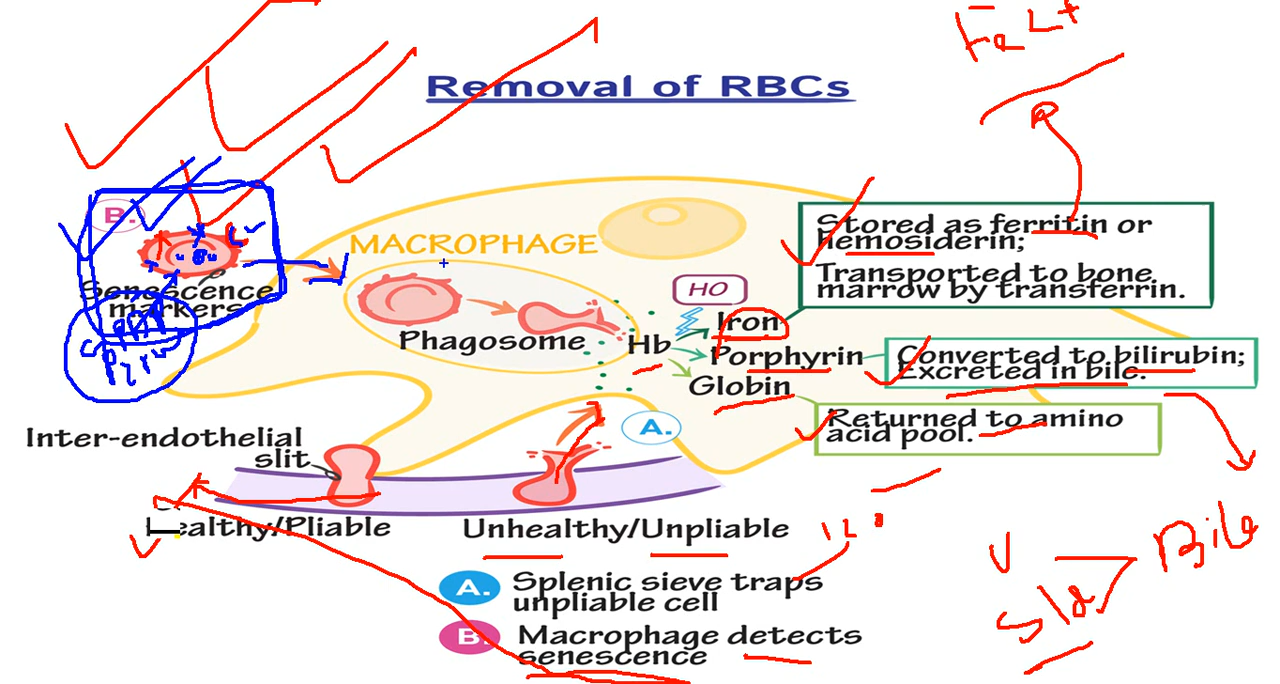 Removal of RBCs
B.
Senescence
markers
MACROPHAGE
Phagosome
Hb
HO
Iron
Porphyrin
Globin
Stored as ferritin or
hemosiderin;
Transported to bone
marrow by transferrin.
Converted to bilirubin;
Excreted in bile.
Returned to amino
acid pool.
Inter-endothelial
slit
A.
Healthy/Pliable
Unhealthy/Unpliable
A. Splenic sieve traps
unpliable cell
B. Macrophage detects
senescence
Bile